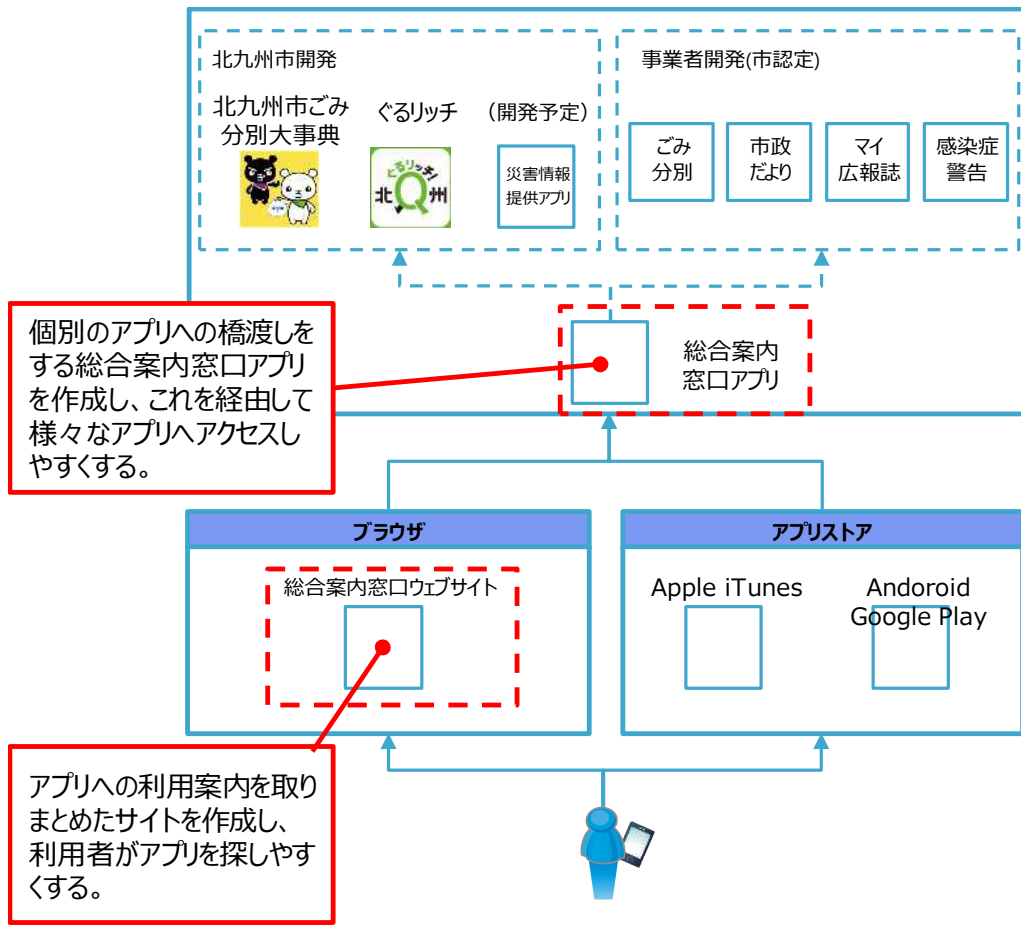 北九州市開発
北九州市ごみ
分別大事典
ぐるリッチ
ぐるリッチ!
北Q州
(開発予定)
災害情報
提供アプリ
事業者開発(市認定)
ごみ
分別
市政
だより
マイ
広報誌
感染症
警告
個別のアプリへの橋渡しを
する総合案内窓口アプリ
を作成し、これを経由して
様々なアプリへアクセスし
やすくする。
総合案内
窓口アプリ
ブラウザ
総合案内窓口ウェブサイト
アプリストア
Apple iTunes
Andoroid
Google Play
アプリへの利用案内を取り
まとめたサイトを作成し、
利用者がアプリを探しやす
くする。